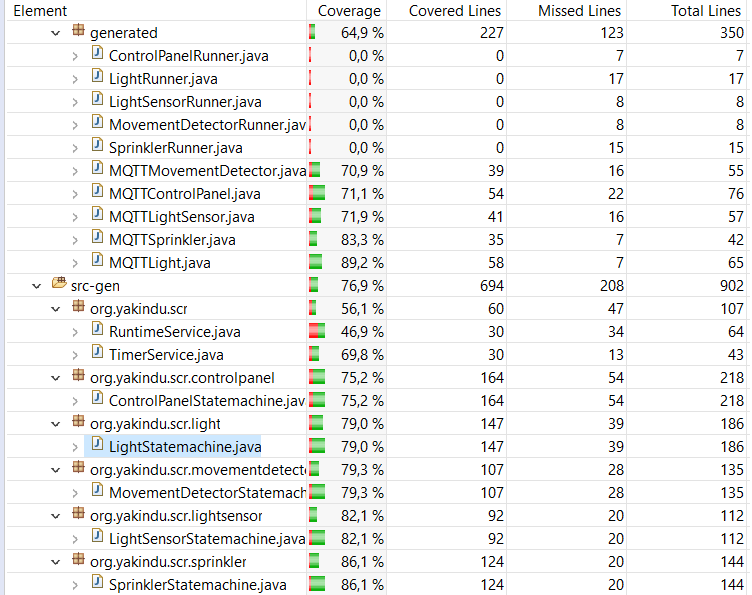 Element Coverage Covered Lines Missed Lines Total Lines
generated 64,9 % 227 123 350
ControlPanelRunner.java 0,0 % 0 7 7
LightRunner.java 0,0 % 0 17 17
LightSensorRunner.java 0,0 % 0 8 8
MovementDetectorRunner.jav 0,0 % 0 8 8
SprinklerRunner.java 0,0 % 0 15 15
MQTTMovementDetector.java 70,9 % 39 16 55
MQTTControlPanel.java 71,1 % 54 22 76
MQTTLightSensor.java 71,9 % 41 16 57
MQTTSprinkler.java 83,3 % 35 7 42
MQTTLight.java 89,2 % 58 7 65
src-gen 76,9 % 694 208 902
org.yakindu.scr 56,1 % 60 47 107
RuntimeService.java 46,9 % 30 34 64
TimerService.java 69,8 % 30 13 43
org.yakindu.scr.controlpanel 75,2 % 164 54 218
ControlPanelStatemachine.jav 75,2 % 164 54 218
org.yakindu.scr.light 79,0 % 147 39 186
LightStatemachine.java 79,0 % 147 39 186
org.yakindu.scr.movementdetect 79,3 % 107 28 135
MovementDetectorStatemach 79,3 % 107 28 135
org.yakindu.scr.lightsensor 82,1 % 92 20 112
LightSensorStatemachine.java 82,1 % 92 20 112
org.yakindu.scr.sprinkler 86,1 % 124 20 144
SprinklerStatemachine.java 86,1 % 124 20 144